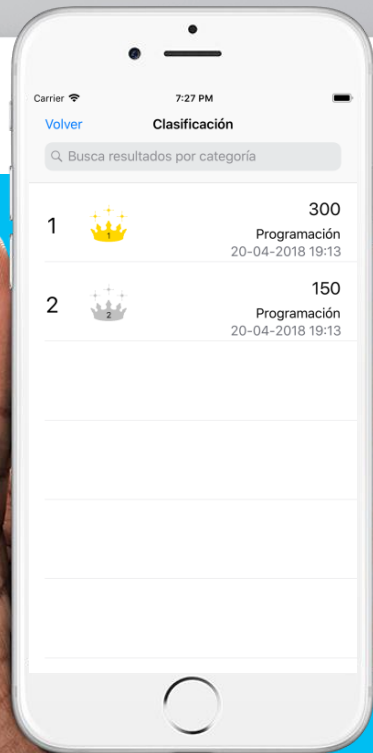 Carrier 7:27 PM
Volver Clasificación
Busca resultados por categoría
1 1 300
Programación
20-04-2018 19:13
2 2 150
Programación
20-04-2018 19:13